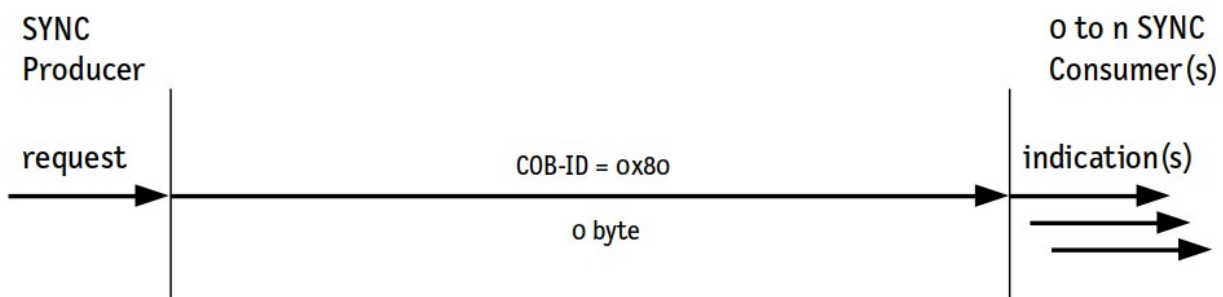 SYNC
Producer
0 to n SYNC
Consumer(s)
request
COB-ID = 0x80
indication(s)
0 byte